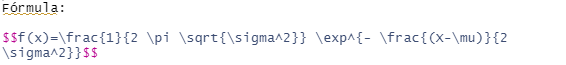 Fórmula:
$$f(x)=\frac{1}{2 \pi \sqrt{\sigma^2}} \exp^{- \frac{(x-\mu)}{2
\sigma^2}}$$